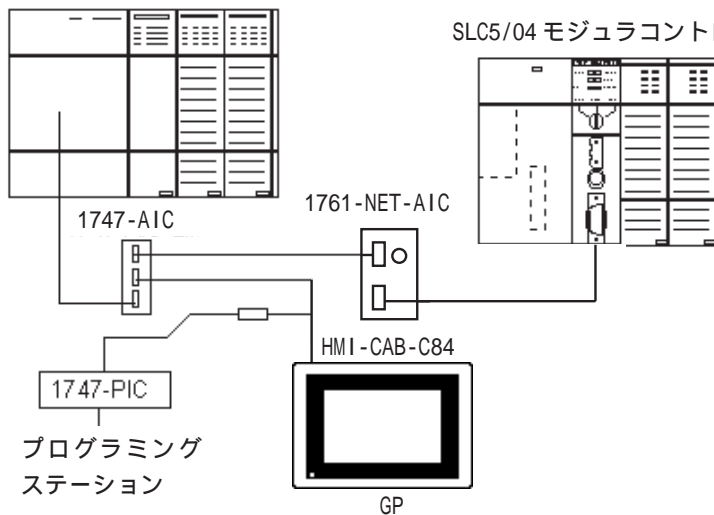 SLC5/04 モジュラコント
1747-AIC
1761-NET-AIC
HMI-CAB-C84
1747-PIC
プログラミング
ステーション
GP